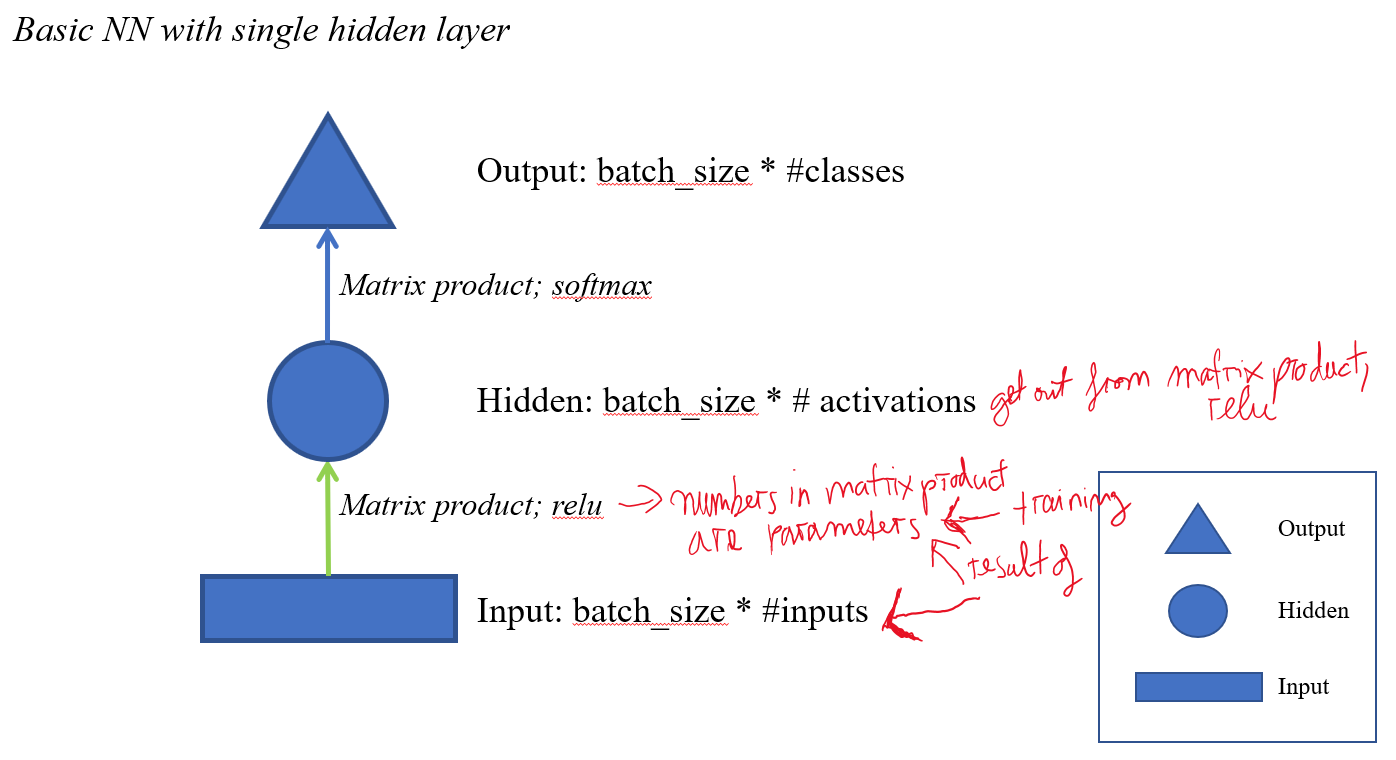 Basic NN with single hidden layer
Output: batch_size * #classes
Matrix product; softmax
Hidden: batch_size * # activations get out from matrix product,
relu
Matrix product; relu → numbers in matrix product
are parameters ← training
result of
Input: batch_size * #inputs
Output
Hidden
Input